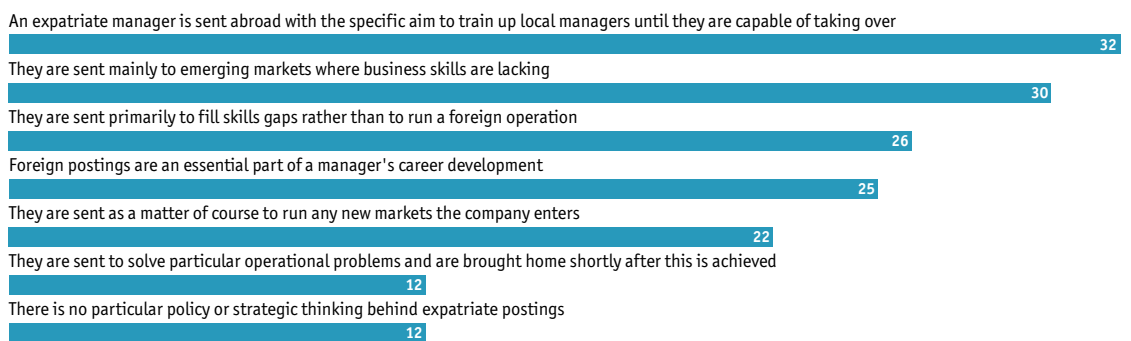 An expatriate manager is sent abroad with the specific aim to train up local managers until they are capable of taking over
32
They are sent mainly to emerging markets where business skills are lacking
30
They are sent primarily to fill skills gaps rather than to run a foreign operation
26
Foreign postings are an essential part of a manager's career development
25
They are sent as a matter of course to run any new markets the company enters
22
They are sent to solve particular operational problems and are brought home shortly after this is achieved
12
There is no particular policy or strategic thinking behind expatriate postings
12